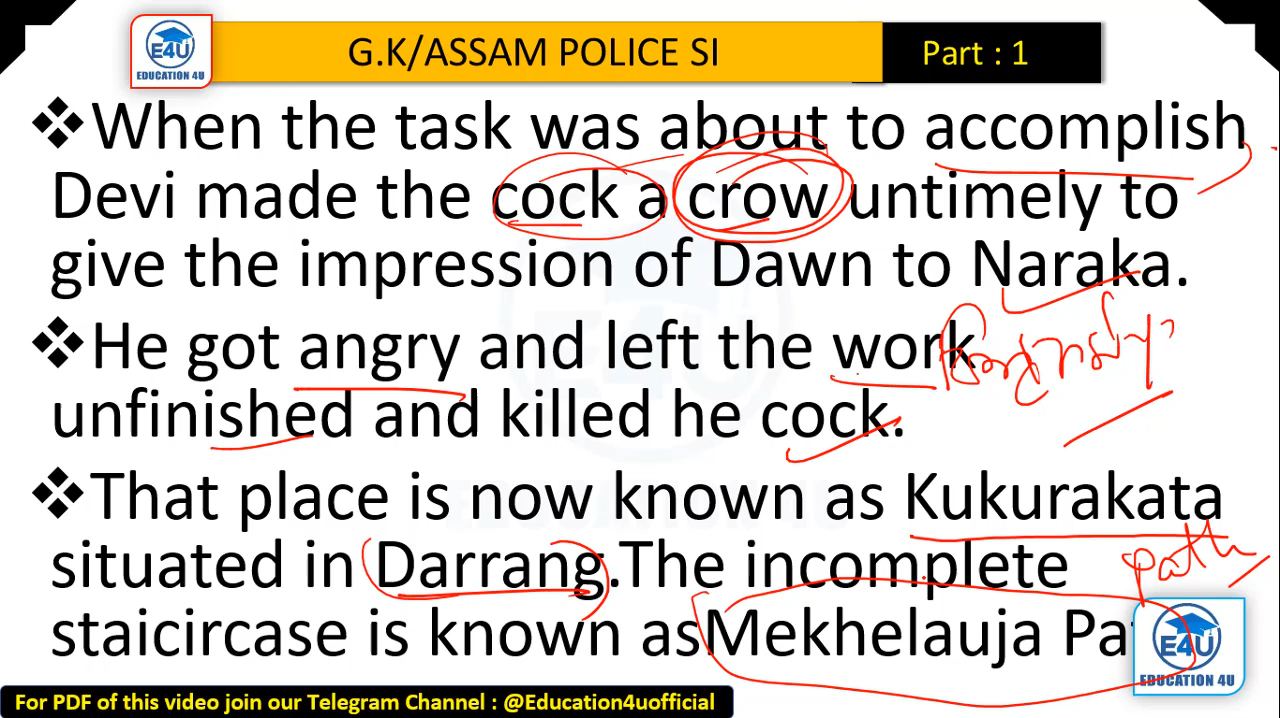 E4U
EDUCATION 4U
G.K/ASSAM POLICE SI
Part : 1
❖When the task was about to accomplish
Devi made the cock a crow untimely to
give the impression of Dawn to Naraka.
❖He got angry and left the work
unfinished and killed he cock.
❖That place is now known as Kukurakata
path
situated in Darrang.The incomplete
staicircase is known asMekhelauja Pa
E4U
EDUCATION 4U
For PDF of this video join our Telegram Channel : @Education4uofficial